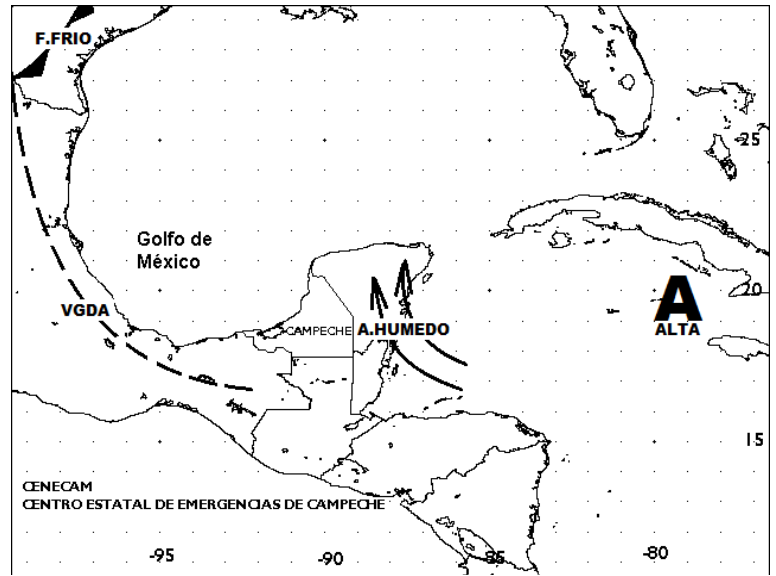 F.FRIO
25
Golfo de
México
20
VGDA
CAMPECHE
A.HUMEDO
A
ALTA
15
CENECAM
CENTRO ESTATAL DE EMERGENCIAS DE CAMPECHE
-95
-90
-85
-80